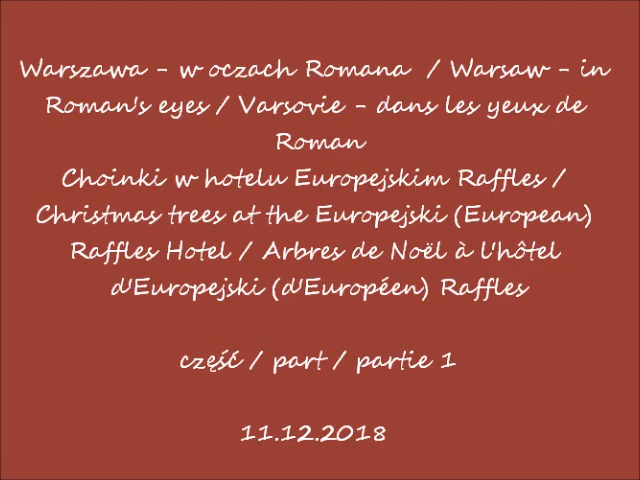 Warszawa - w oczach Romana / Warsaw - in
Roman's eyes / Varsovie - dans les yeux de
Roman
Choinki w hotelu Europejskim Raffles /
Christmas trees at the Europejski (European)
Raffles Hotel / Arbres de Noël à l'hôtel
d'Europejski (d'Européen) Raffles
część / part / partie 1
11.12.2018